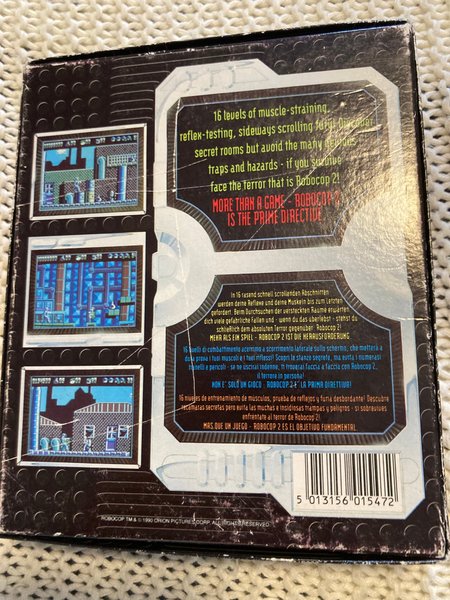 16 levels of muscle-straining,
reflex-testing, sideways scrolling fury! Discover
secret rooms but avoid the many devious
traps and hazards - if you survive
face the terror that is Robocop 2!
MORE THAN A GAME - ROBOCOP 2
IS THE PRIME DIRECTIVE
In 16 rasend schnell scrollenden Abschnitten
werden deine Reflexe und deine Muskeln bis zum Letzten
gefordert. Beim Durchsuchen der versteckten Räume erwarten
dich viele gefährliche Fallen und - wenn du das überlebst - stehst du
schließlich dem absoluten Terror gegenüber: Robocop 2!
MEHR ALS EIN SPIEL - ROBOCOP 2 IST DIE HERAUSFORDERUNG
16 livelli di combattimento acerrimo a scorrimento laterale sullo schermo, che metterà a
dura prova i tuoi muscoli e i tuoi riflessi! Scopri le stanze segrete, ma evita i numerosi
tranelli e pericoli - se ne uscirai indenne, ti troverai faccia a faccia con Robocop 2,
il terrore in persona!
NON E' SOLO UN GIOCO - ROBOCOP 2 E' LA PRIMA DIRETTIVA!
16 niveles de entrenamiento de músculos, prueba de reflejos y furia desbordante! Descubre
recámaras secretas pero evita las muchas e insidiosas trampas y peligros - si sobrevives
enfréntate al terror de Robocop 2!
MAS QUE UN JUEGO - ROBOCOP 2 ES EL OBJETIVO FUNDAMENTAL
5 013156 015472
ROBOCOP TM & © 1990 ORION PICTURES CORP. ALL RIGHTS RESERVED.